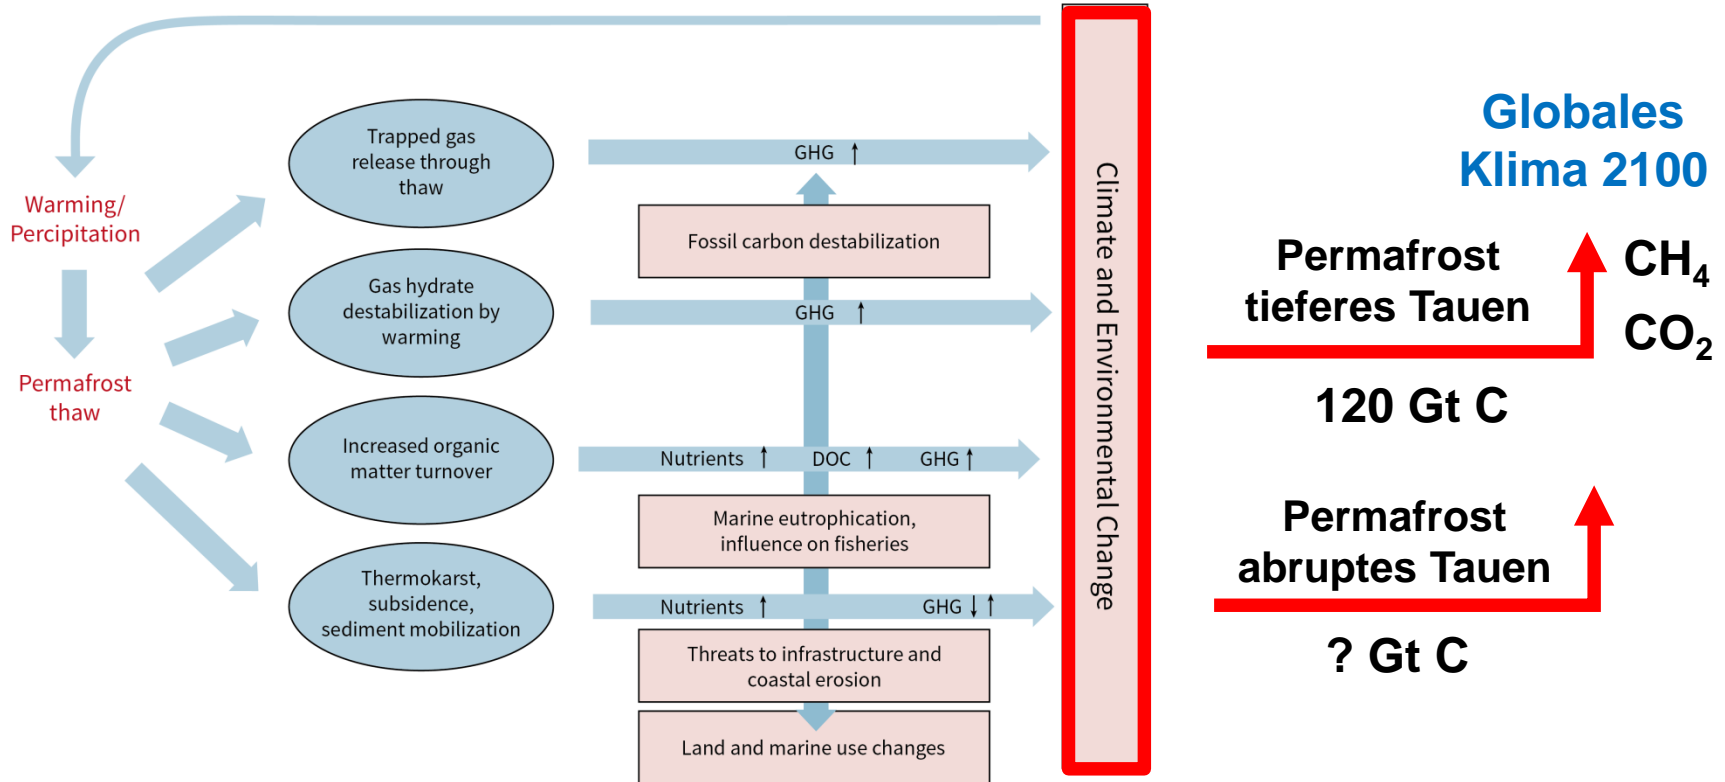 Warming/
Percipitation
Permafrost
thaw
Trapped gas
release through
thaw
Gas hydrate
destabilization by
warming
Increased organic
matter turnover
Thermokarst,
subsidence,
sediment mobilization
GHG ↑
Fossil carbon destabilization
GHG ↑
Nutrients ↑ DOC ↑ GHG ↑
Marine eutrophication,
influence on fisheries
Nutrients ↑ GHG ↓ ↑
Threats to infrastructure and
coastal erosion
Land and marine use changes
Climate and Environmental Change
Globales
Klima 2100
Permafrost
tieferes Tauen
CH₄
CO₂
120 Gt C
Permafrost
abruptes Tauen
? Gt C